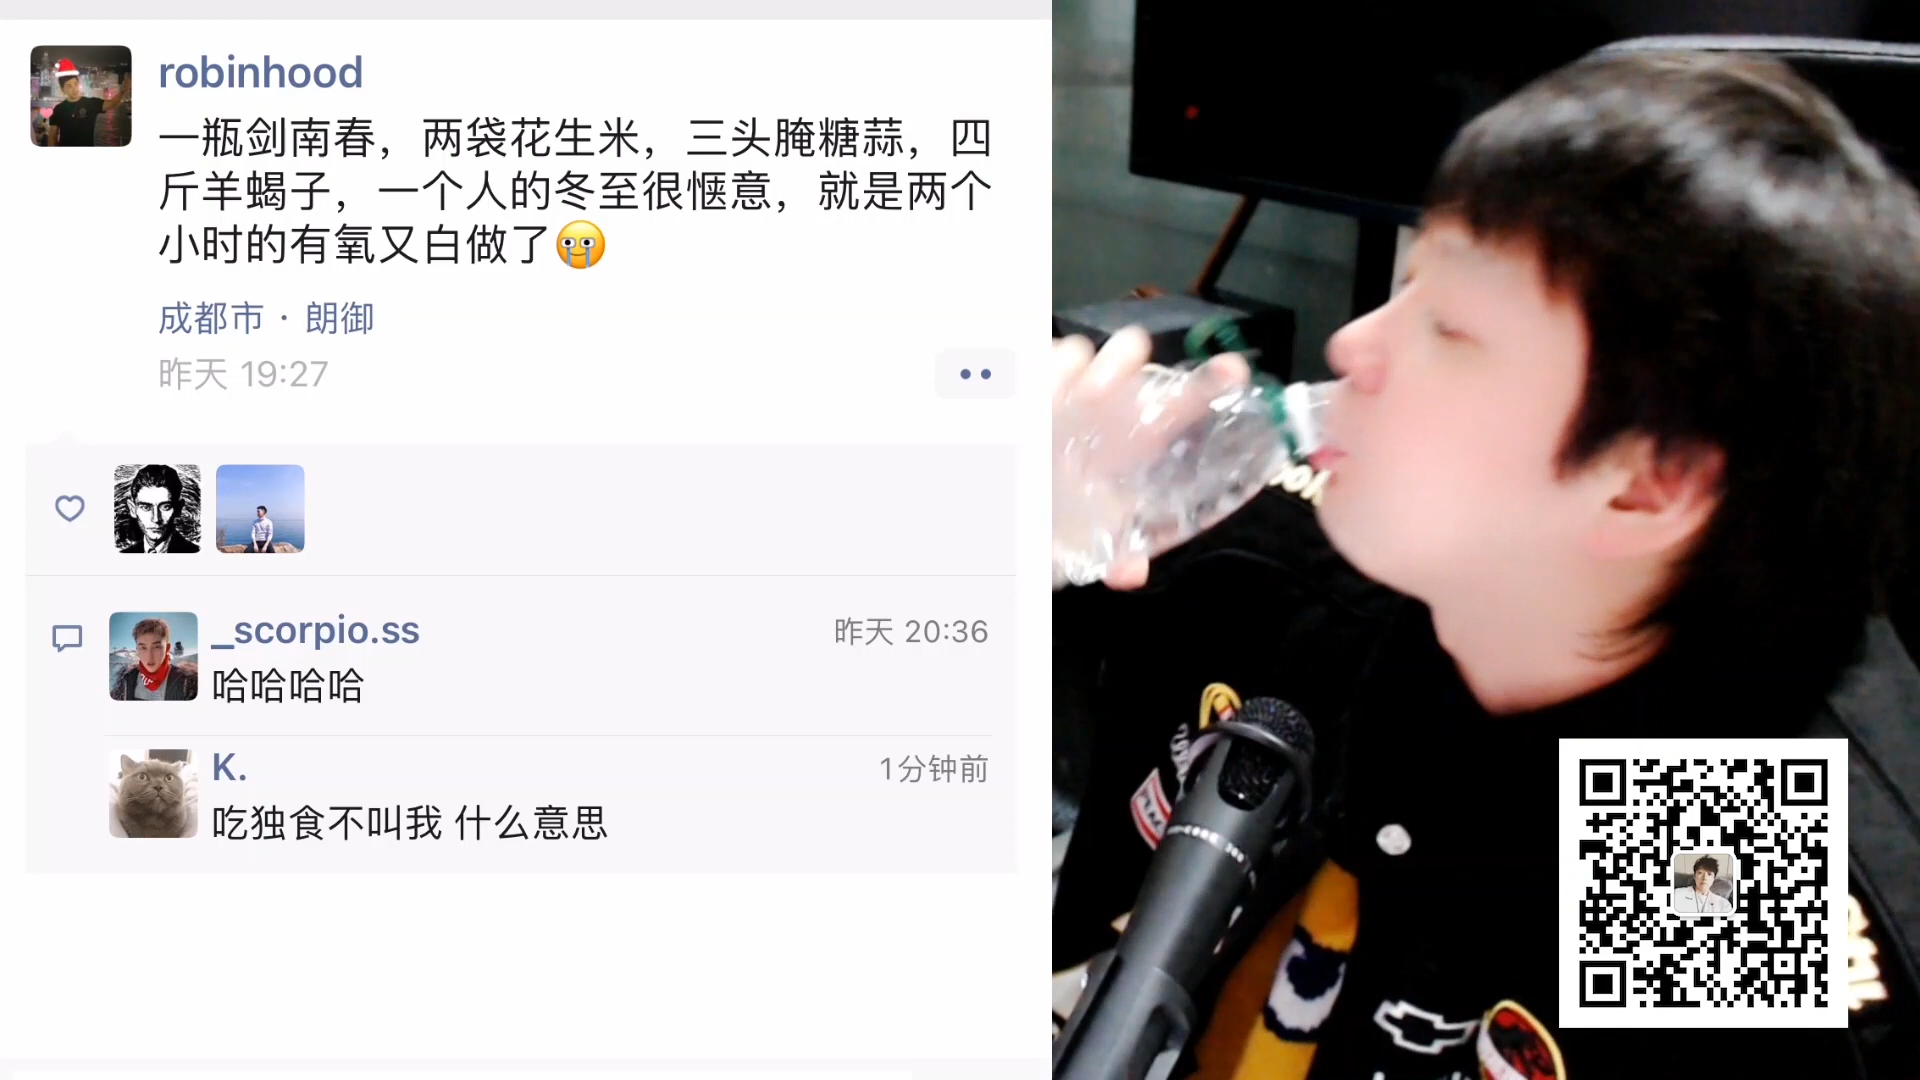 robinhood
一瓶剑南春，两袋花生米，三头腌糖蒜，四
斤羊蝎子，一个人的冬至很惬意，就是两个
小时的有氧又白做了😭
成都市 · 朗御
昨天 19:27
_scorpio.ss
昨天 20:36
哈哈哈哈
K.
1分钟前
吃独食不叫我 什么意思